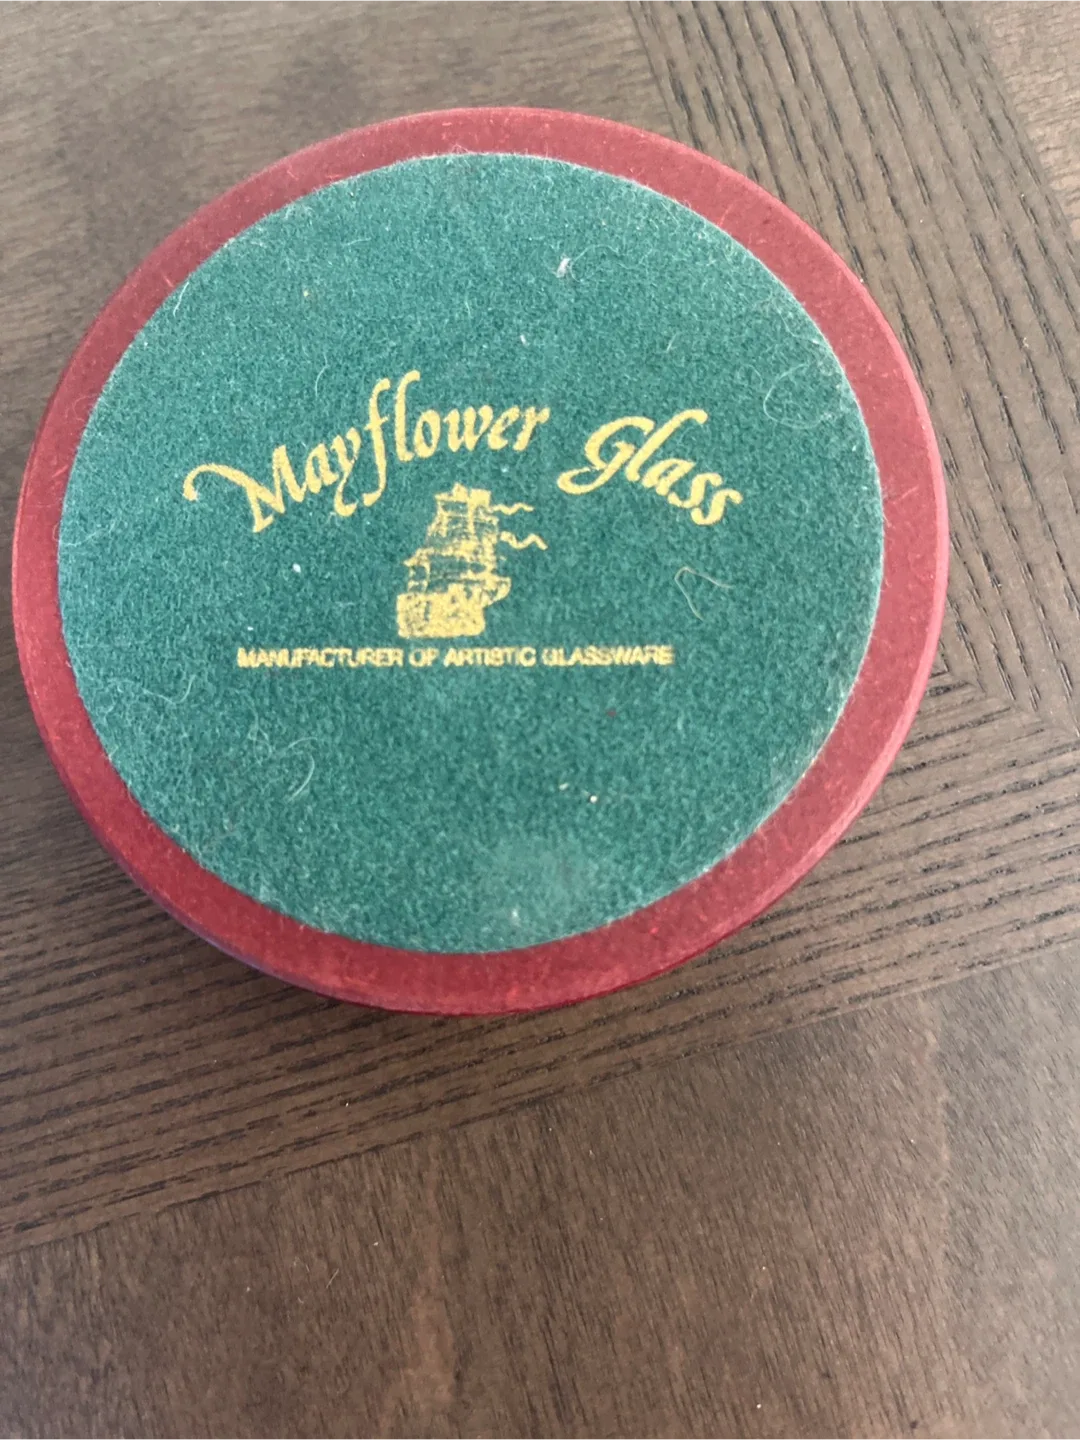 Mayflower Glass
MANUFACTURER OF ARTISTIC GLASSWARE